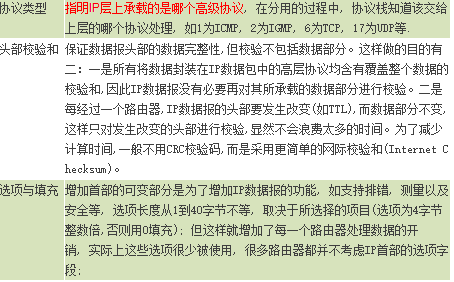 协议类型
指明IP层上承载的是哪个高级协议, 在分用的过程中, 协议栈知道该交给
上层的哪个协议处理, 如1为ICMP, 2为IGMP, 6为TCP, 17为UDP等.
头部校验和
保证数据报头部的数据完整性,但校验不包括数据部分。这样做的目的有
二：一是所有将数据封装在IP数据包中的高层协议均含有覆盖整个数据的
校验和,因此IP数据报没有必要再对其所承载的数据部分进行校验。二是
每经过一个路由器,IP数据报的头部要发生改变(如TTL),而数据部分不变,
这样只对发生改变的头部进行校验,显然不会浪费太多的时间。为了减少
计算时间,一般不用CRC校验码,而是采用更简单的网际校验和(Internet C
hecksum)。
选项与填充
增加首部的可变部分是为了增加IP数据报的功能, 如支持排错, 测量以及
安全等, 选项长度从1到40字节不等, 取决于所选择的项目(选项为4字节
整数倍,否则用0填充); 但这样就增加了每一个路由器处理数据的开
销, 实际上这些选项很少被使用, 很多路由器都并不考虑IP首部的选项字
段;